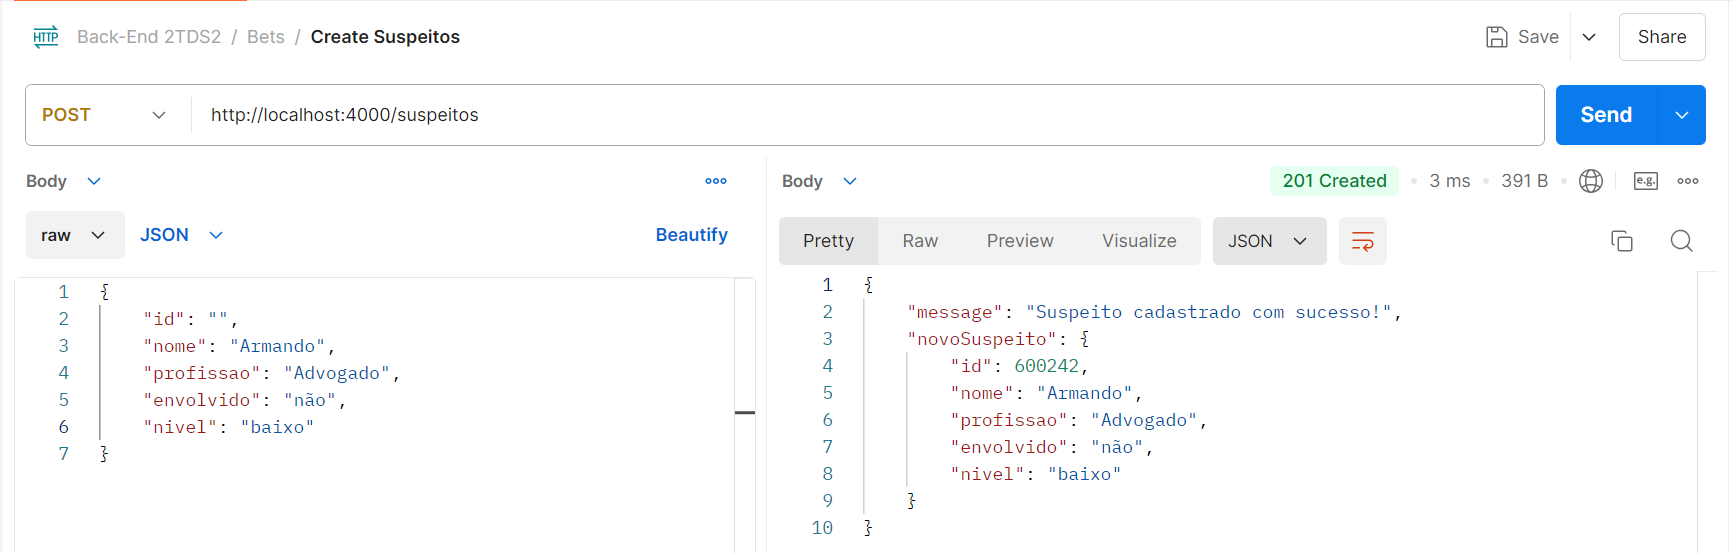 HTTP Back-End 2TDS2 / Bets / Create Suspeitos Save Share
POST http://localhost:4000/suspeitos Send
Body
raw JSON Beautify
1 {
2 "id": "",
3 "nome": "Armando",
4 "profissao": "Advogado",
5 "envolvido": "não",
6 "nivel": "baixo"
7 }
Body 201 Created 3 ms 391 B e.g.
Pretty Raw Preview Visualize JSON
1 {
2 "message": "Suspeito cadastrado com sucesso!",
3 "novoSuspeito": {
4 "id": 600242,
5 "nome": "Armando",
6 "profissao": "Advogado",
7 "envolvido": "não",
8 "nivel": "baixo"
9 }
10 }